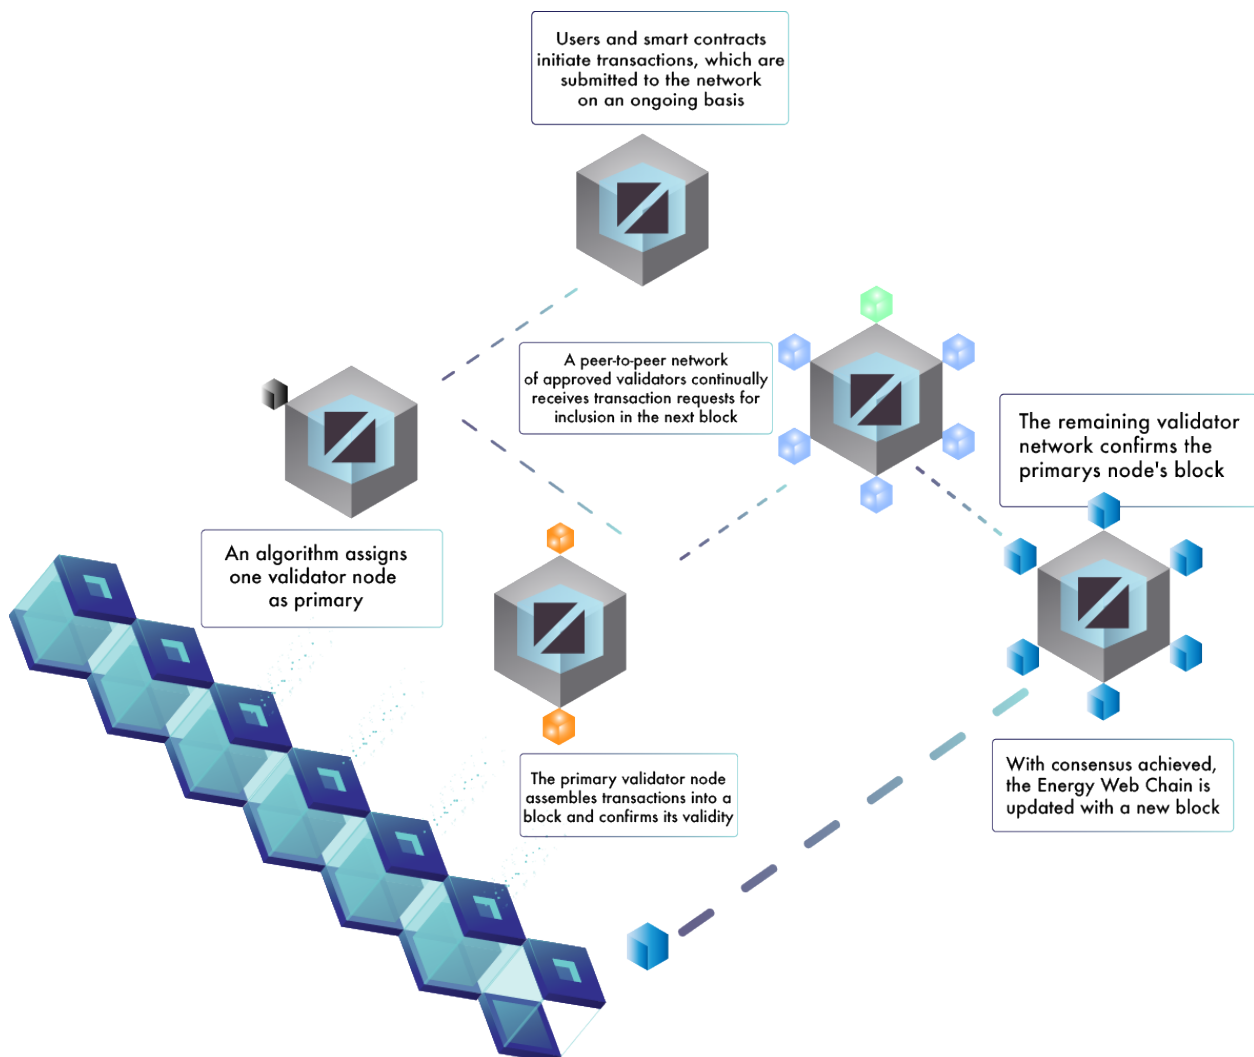 Users and smart contracts
initiate transactions, which are
submitted to the network
on an ongoing basis
A peer-to-peer network
of approved validators continually
receives transaction requests for
inclusion in the next block
The remaining validator
network confirms the
primarys node's block
An algorithm assigns
one validator node
as primary
The primary validator node
assembles transactions into a
block and confirms its validity
With consensus achieved,
the Energy Web Chain is
updated with a new block